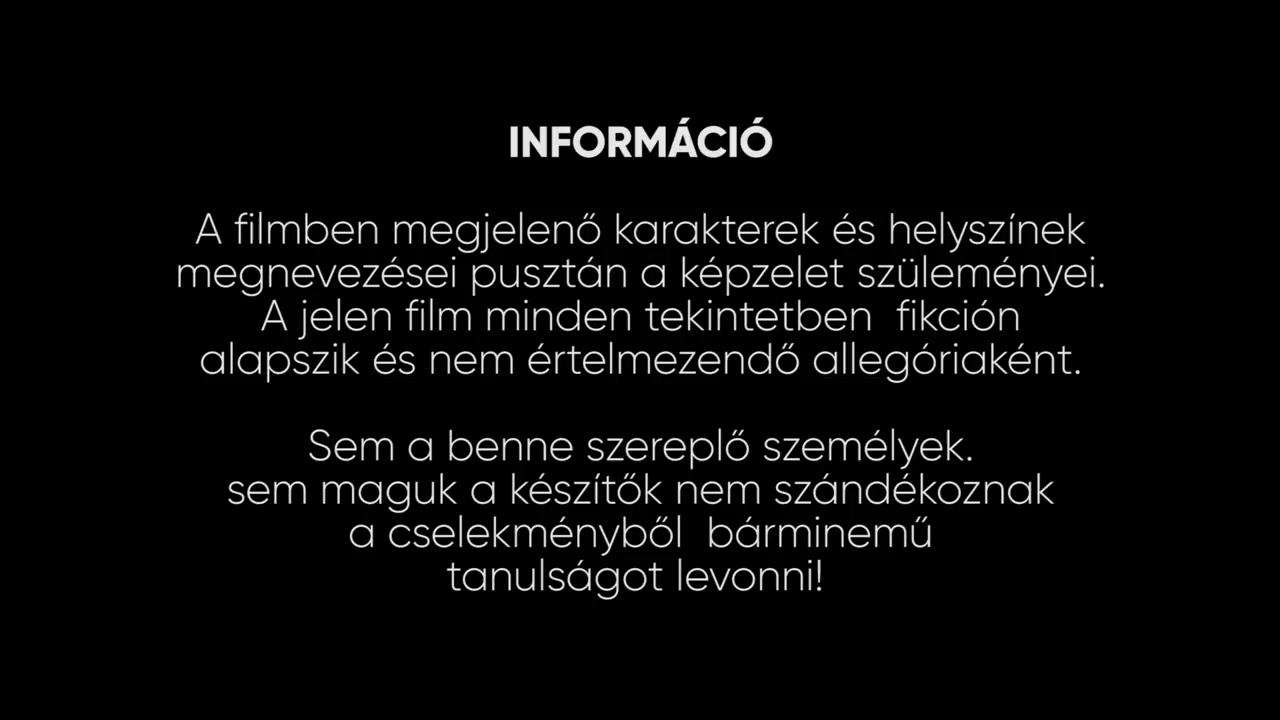 INFORMÁCIÓ
A filmben megjelenő karakterek és helyszínek
megnevezései pusztán a képzelet szüleményei.
A jelen film minden tekintetben  fikción
alapszik és nem értelmezendő allegóriaként.
Sem a benne szereplő személyek.
sem maguk a készítők nem szándékoznak
a cselekményből  bárminemű
tanulságot levonni!